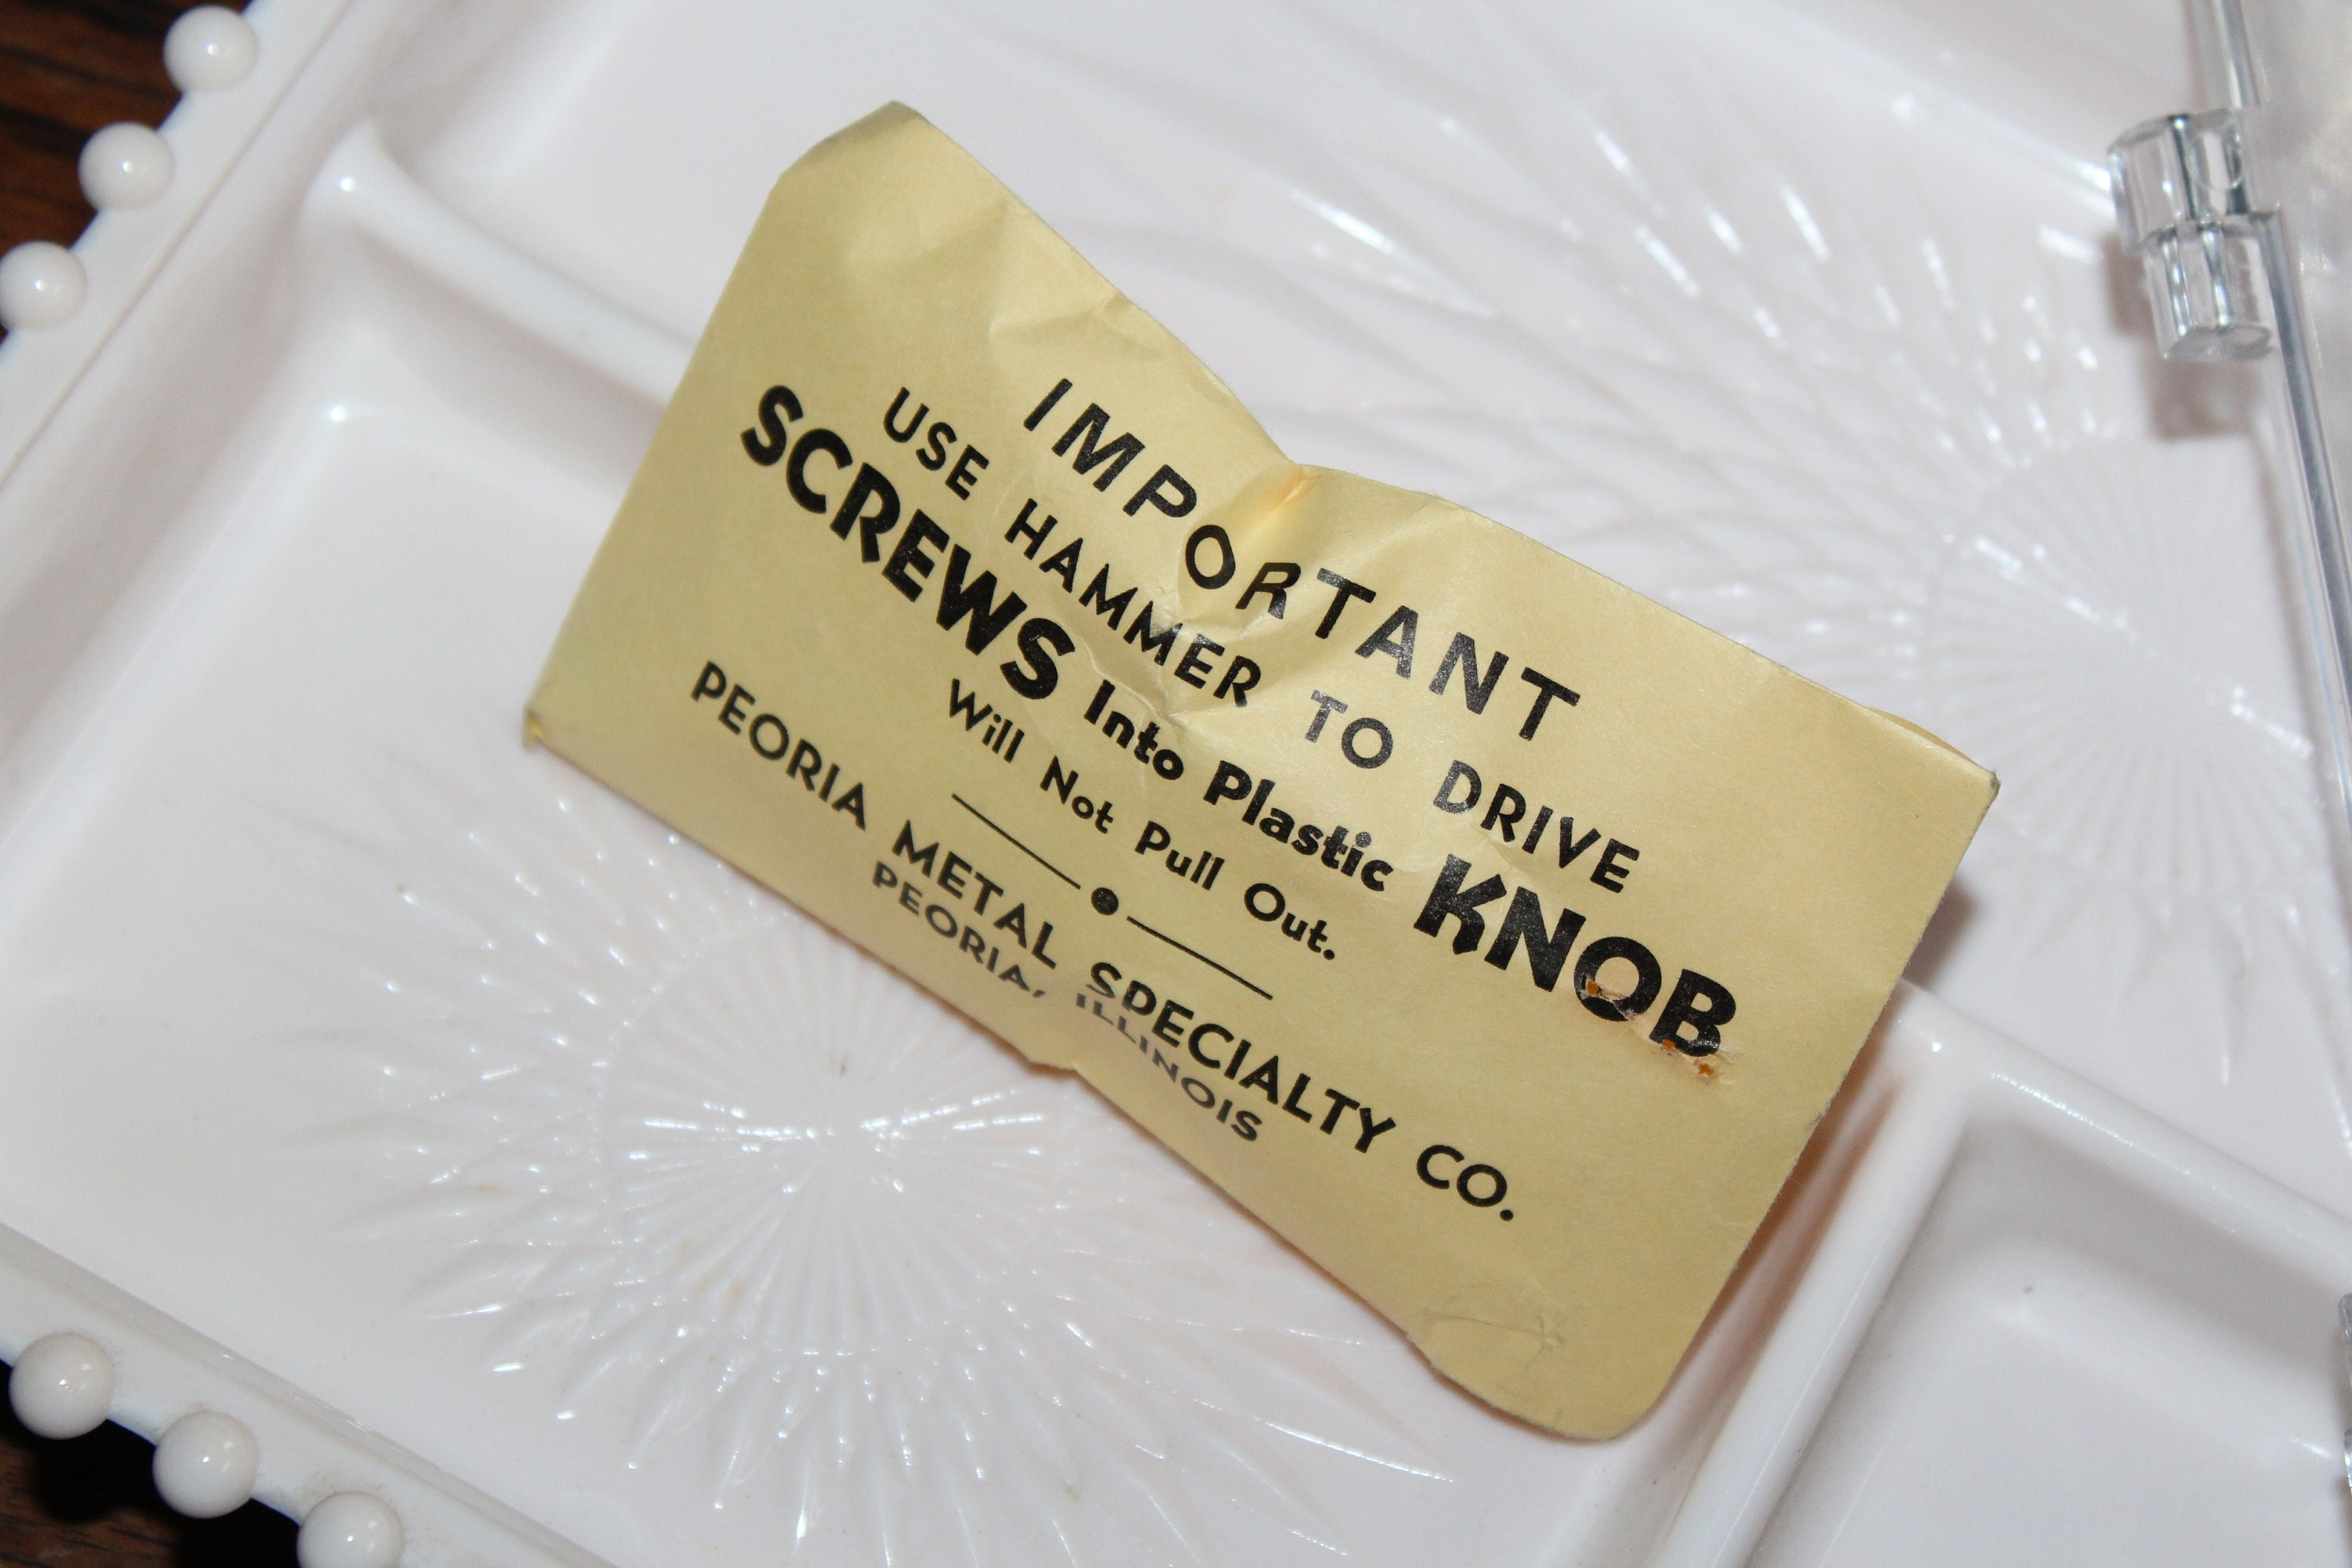 IMPORTANT
USE HAMMER TO DRIVE
SCREWS Into Plastic KNOB
Will Not Pull Out.
PEORIA METAL SPECIALTY CO.
PEORIA, ILLINOIS